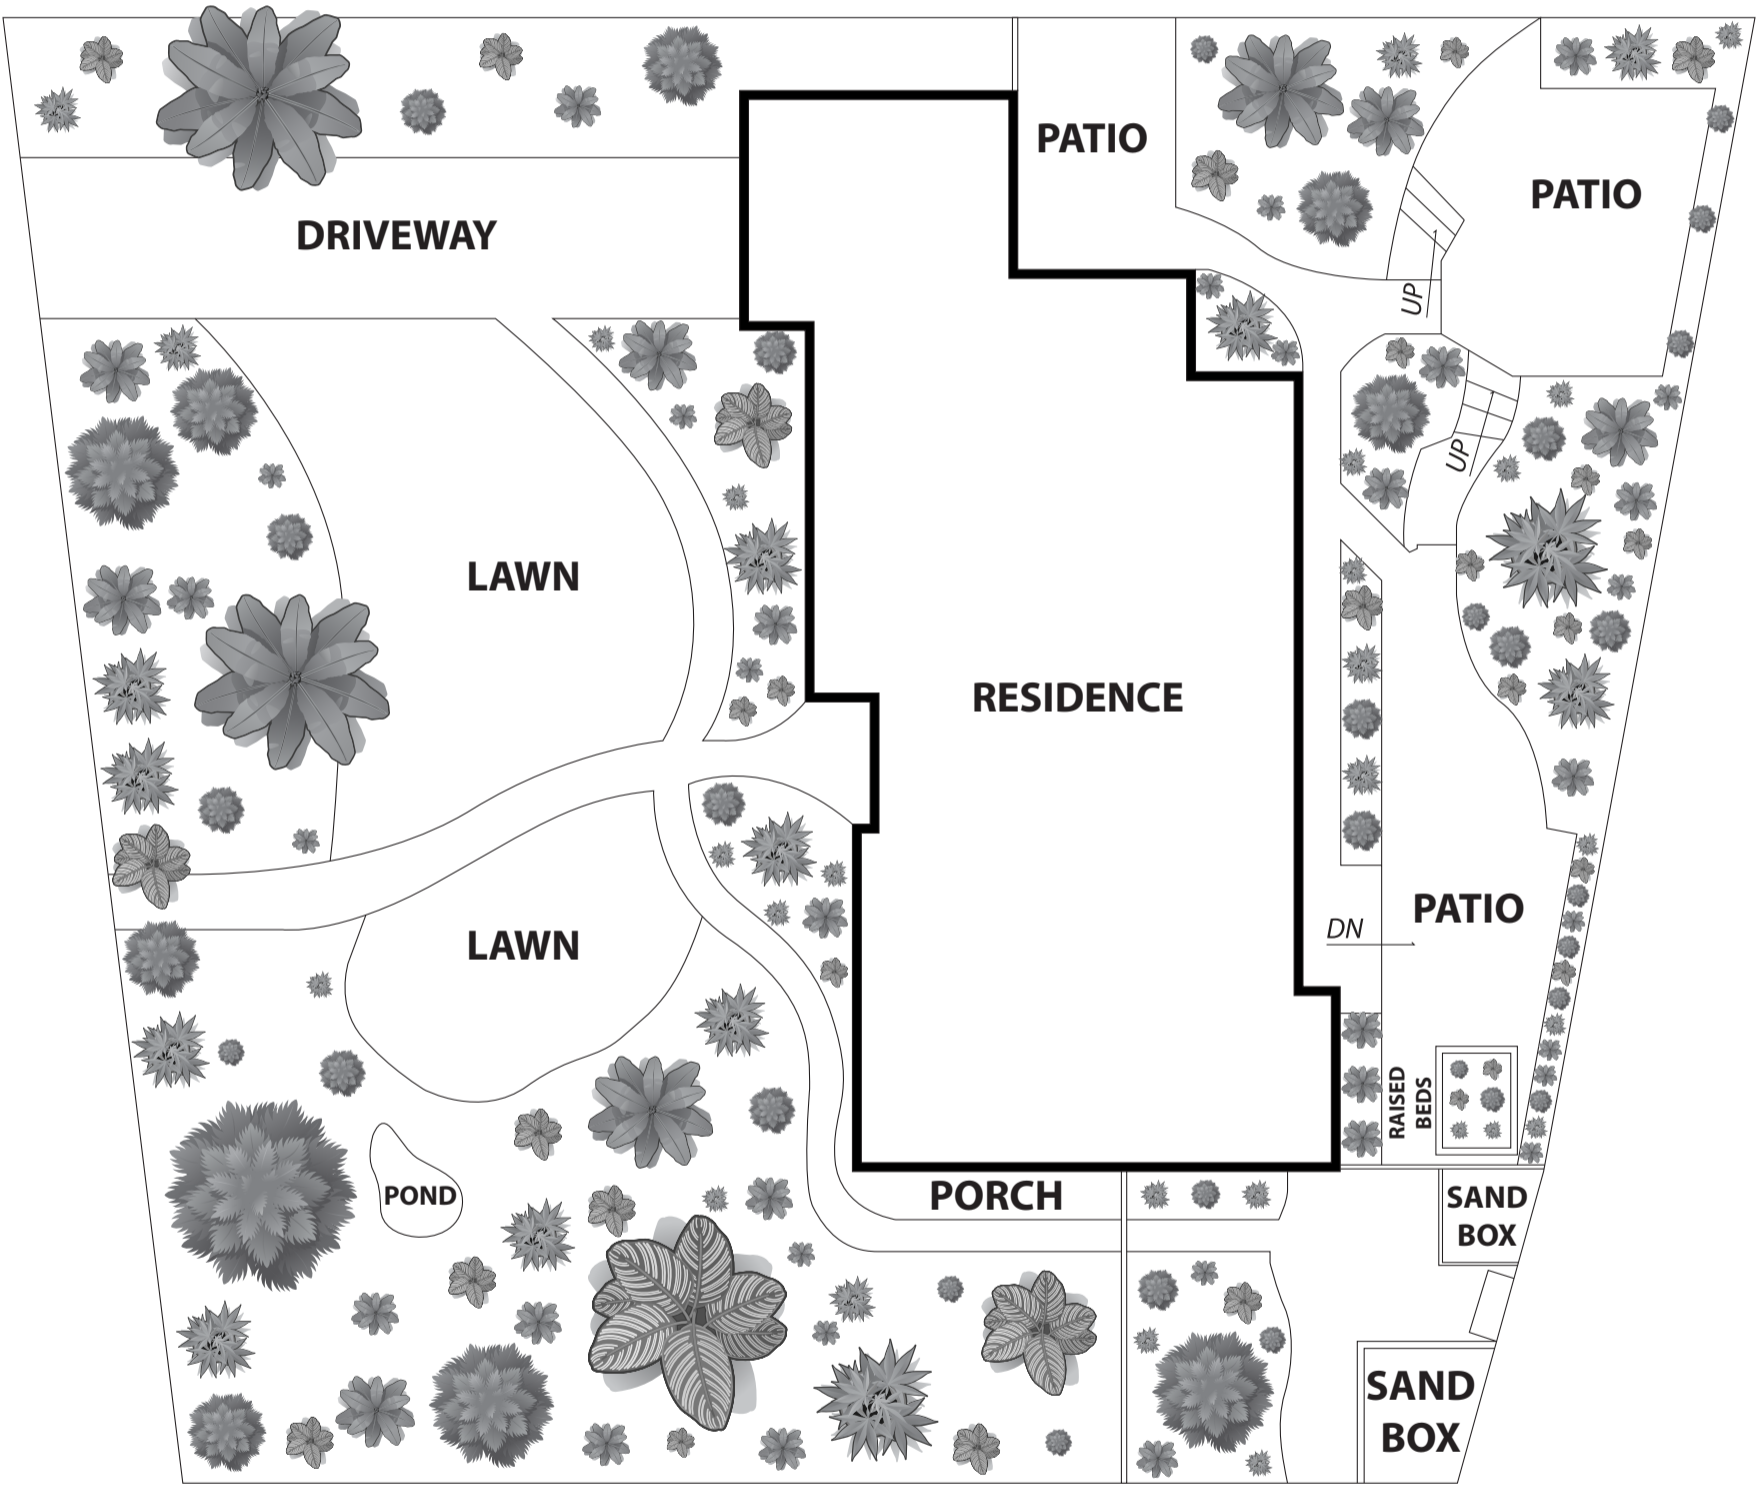 PATIO
PATIO
DRIVEWAY
UP
UP
LAWN
RESIDENCE
PATIO
DN
LAWN
RAISED
BEDS
POND
PORCH
SAND
BOX
SAND
BOX